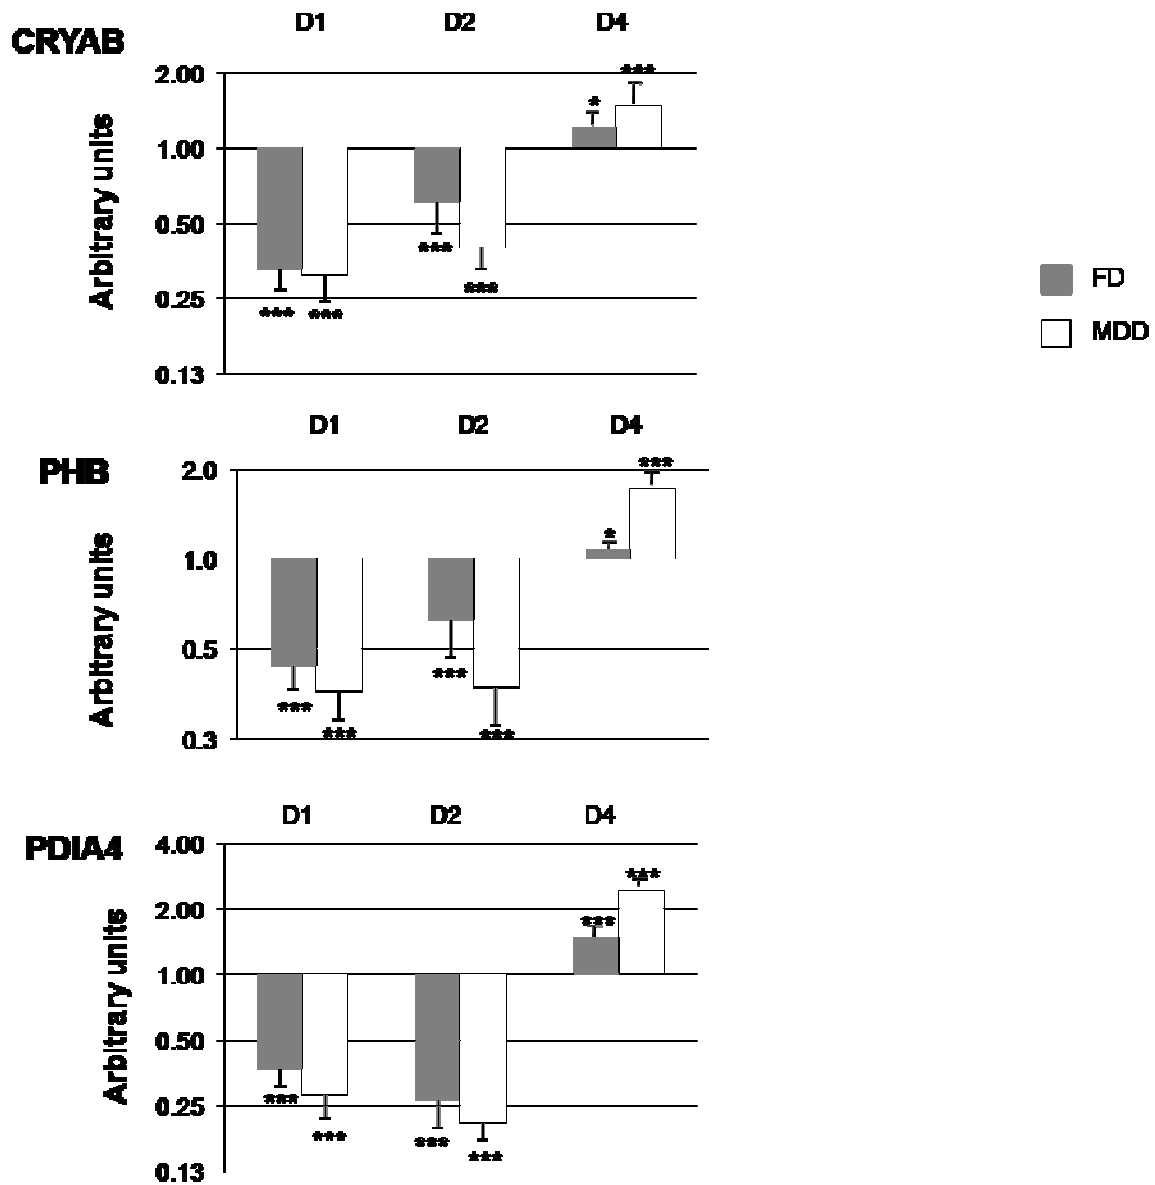 D1 D2 D4
CRYAB
2.00
* ***
1.00
0.50
*** ***
0.25
*** ***
0.13
Arbitrary units
FD
MDD
D1 D2 D4
PHB
2.0
* ***
1.0
0.5
*** ***
*** ***
0.3
Arbitrary units
D1 D2 D4
PDIA4
4.00
*** ***
2.00
1.00
0.50
*** ***
0.25
*** ***
0.13
Arbitrary units